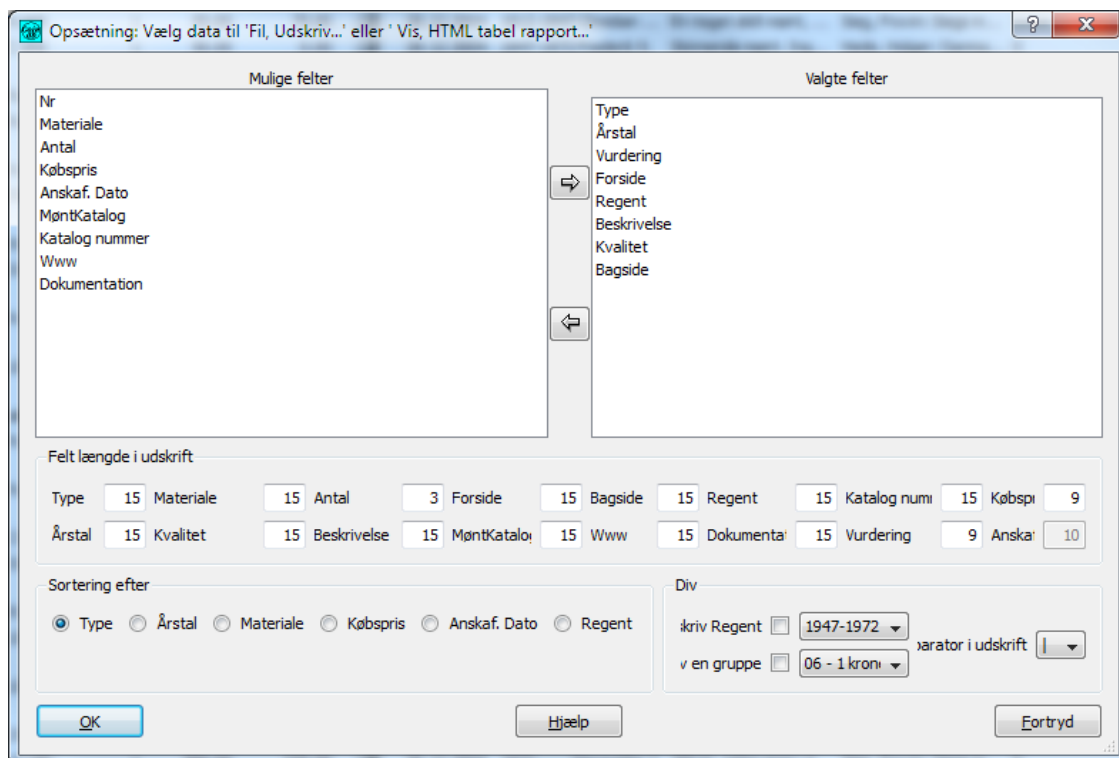 Opsætning: Vælg data til 'Fil, Udskriv...' eller ' Vis, HTML tabel rapport...'
Mulige felter
Nr
Materiale
Antal
Købspris
Anskaf. Dato
MøntKatalog
Katalog nummer
Www
Dokumentation
Valgte felter
Type
Årstal
Vurdering
Forside
Regent
Beskrivelse
Kvalitet
Bagside
Felt længde i udskrift
Type 15 Materiale 15 Antal 3 Forside 15 Bagside 15 Regent 15 Katalog numı 15 Købspı 9
Årstal 15 Kvalitet 15 Beskrivelse 15 MøntKatalo 15 Www 15 Dokumentat 15 Vurdering 9 Anskaf 10
Sortering efter
Type Årstal Materiale Købspris Anskaf. Dato Regent
Div
kriv Regent 1947-1972
v en gruppe 06 - 1 kron
parator i udskrift |
OK Hjælp Fortryd